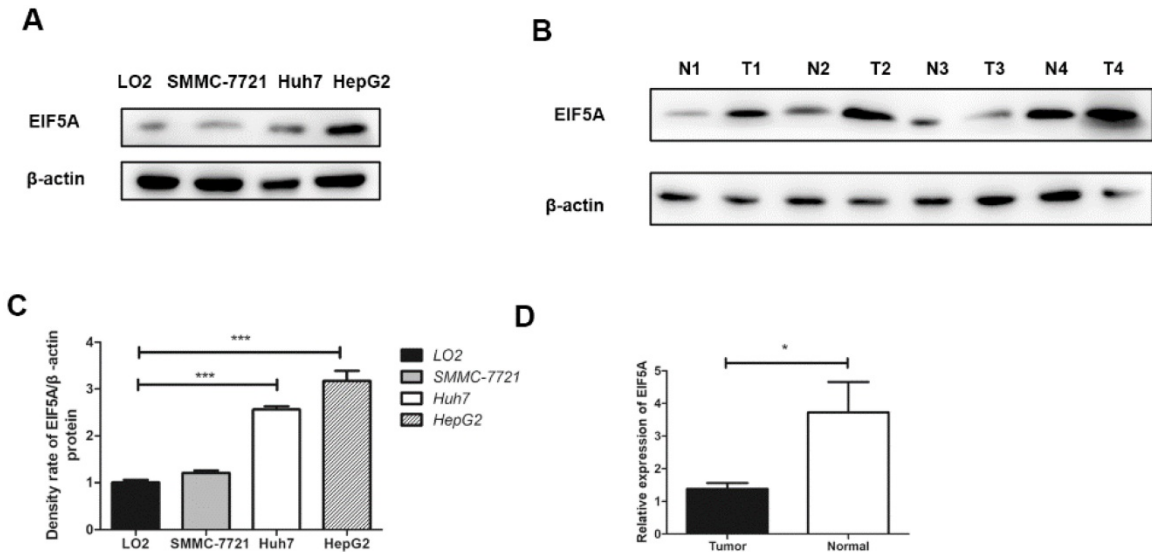 A
LO2 SMMC-7721 Huh7 HepG2
EIF5A
β-actin
B
N1 T1 N2 T2 N3 T3 N4 T4
EIF5A
β-actin
C
Density rate of EIF5A/β -actin
protein
4
3
2
1
0
***
***
LO2 SMMC-7721 Huh7 HepG2
LO2
SMMC-7721
Huh7
HepG2
D
Relative expression of EIF5A
5
4
3
2
1
0
*
Tumor Normal